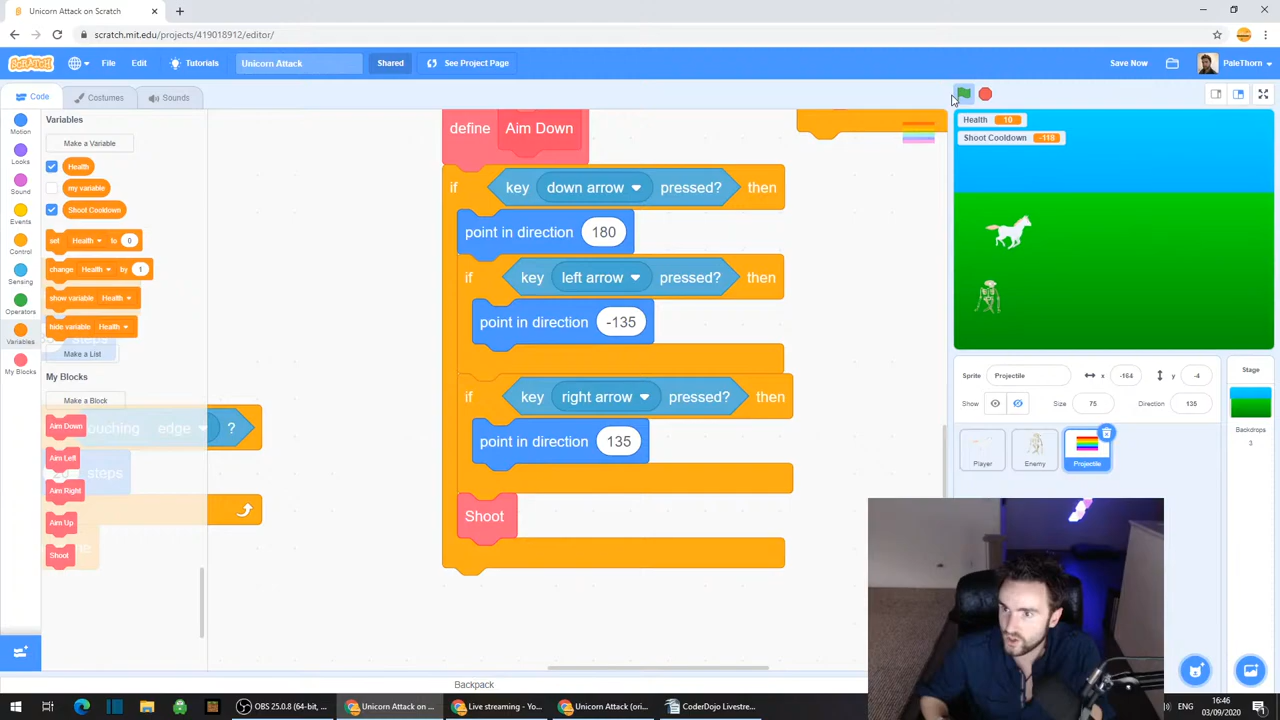 Unicorn Attack on Scratch
scratch.mit.edu/projects/419018912/editor/
SCRATCH
File
Edit
Tutorials
Unicorn Attack
Shared
See Project Page
Save Now
PaleThorn
Code
Costumes
Sounds
Motion
Looks
Sound
Events
Control
Sensing
Operators
Variables
My Blocks
Variables
Make a Variable
Health
my variable
Shoot Cooldown
set Health to 0
change Health by 1
show variable Health
hide variable Health
steps
Make a List
My Blocks
Make a Block
Aim Down
Aim Left
Aim Right
Aim Up
Shoot
touching edge ?
steps
define Aim Down
if key down arrow pressed? then
point in direction 180
if key left arrow pressed? then
point in direction -135
if key right arrow pressed? then
point in direction 135
Shoot
Health 10
Shoot Cooldown -118
Sprite Projectile x -164 y -4
Show Size 75 Direction 135
Player
Enemy
Projectile
Stage
Backdrops
3
Backpack
OBS 25.0.8 (64-bit, ...
Unicorn Attack on ...
Live streaming - Yo...
Unicorn Attack (ori...
CoderDojo Livestre...
16:46
03/09/2020